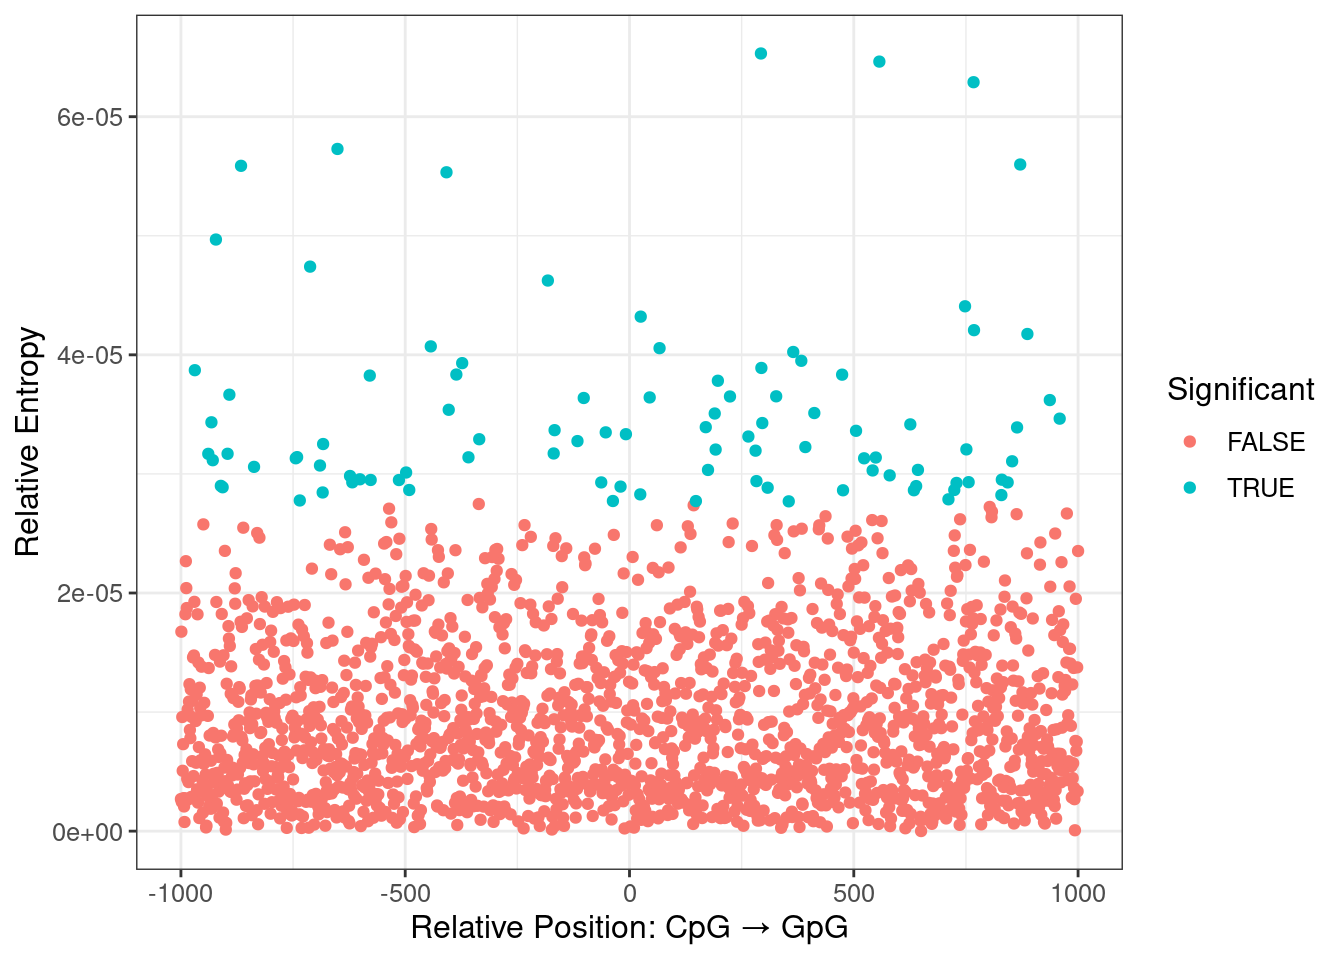 6e-05
4e-05
2e-05
0e+00
Relative Entropy
-1000
-500
0
500
1000
Relative Position: CpG → GpG
Significant
FALSE
TRUE